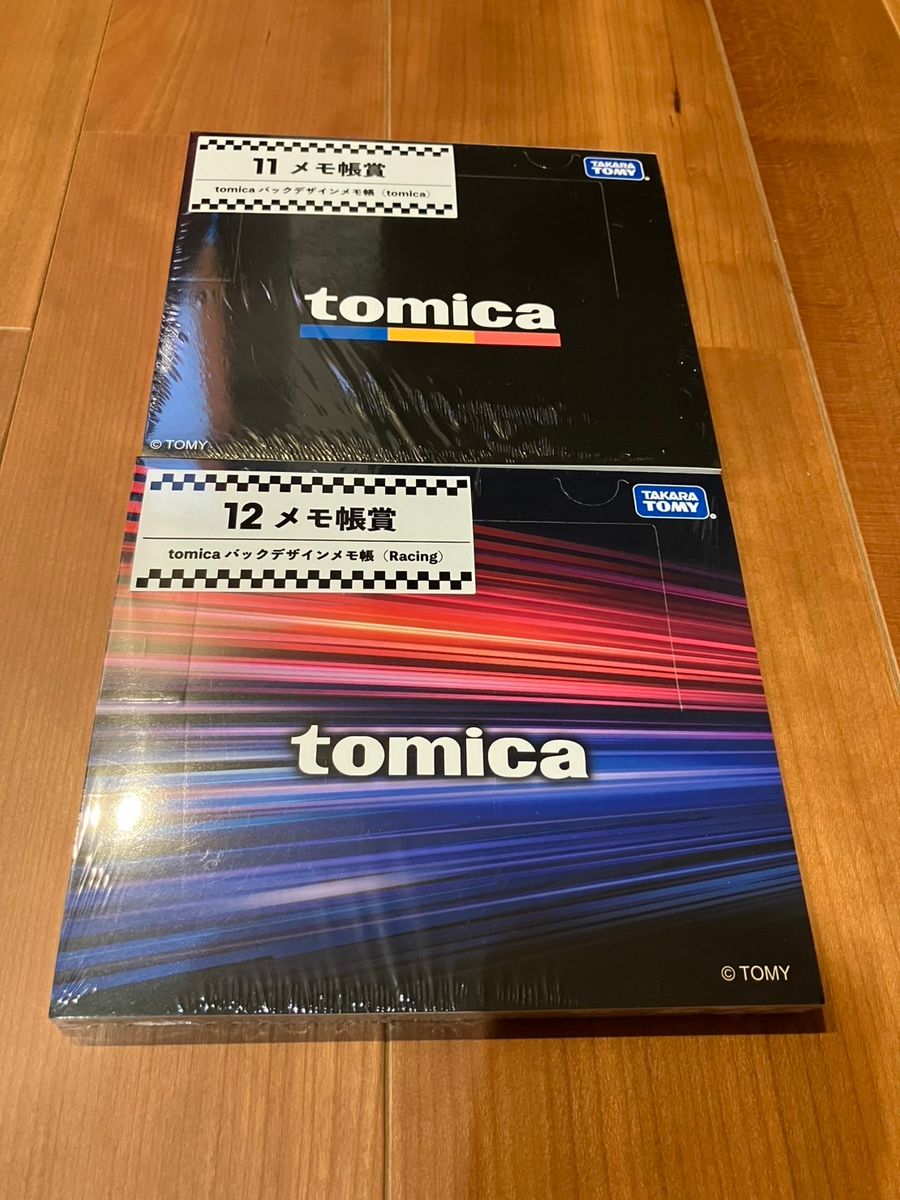 11 メモ帳賞
tomica バックデザインメモ帳（tomica）
TAKARA
TOMY
tomica
© TOMY
12 メモ帳賞
tomica バックデザインメモ帳（Racing）
TAKARA
TOMY
tomica
© TOMY